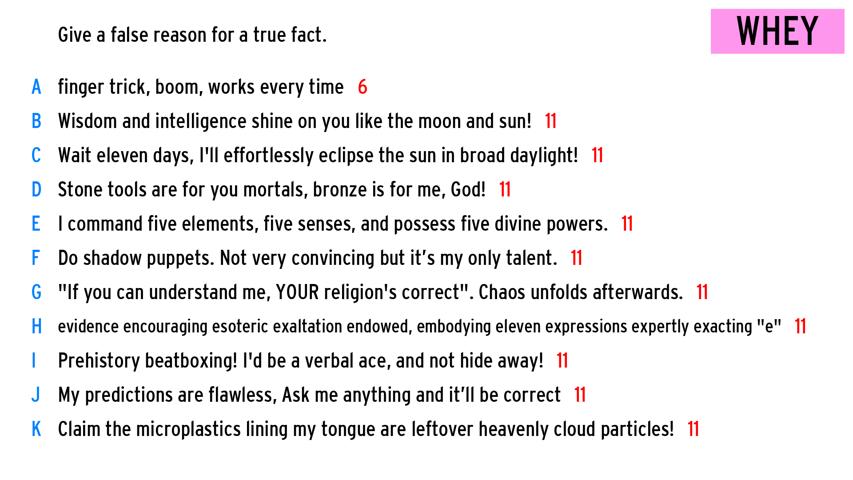 Give a false reason for a true fact.
WHEY
A finger trick, boom, works every time 6
B Wisdom and intelligence shine on you like the moon and sun! 11
C Wait eleven days, I'll effortlessly eclipse the sun in broad daylight! 11
D Stone tools are for you mortals, bronze is for me, God! 11
E I command five elements, five senses, and possess five divine powers. 11
F Do shadow puppets. Not very convincing but it’s my only talent. 11
G "If you can understand me, YOUR religion's correct". Chaos unfolds afterwards. 11
H evidence encouraging esoteric exaltation endowed, embodying eleven expressions expertly exacting "e" 11
I Prehistory beatboxing! I'd be a verbal ace, and not hide away! 11
J My predictions are flawless, Ask me anything and it’ll be correct 11
K Claim the microplastics lining my tongue are leftover heavenly cloud particles! 11